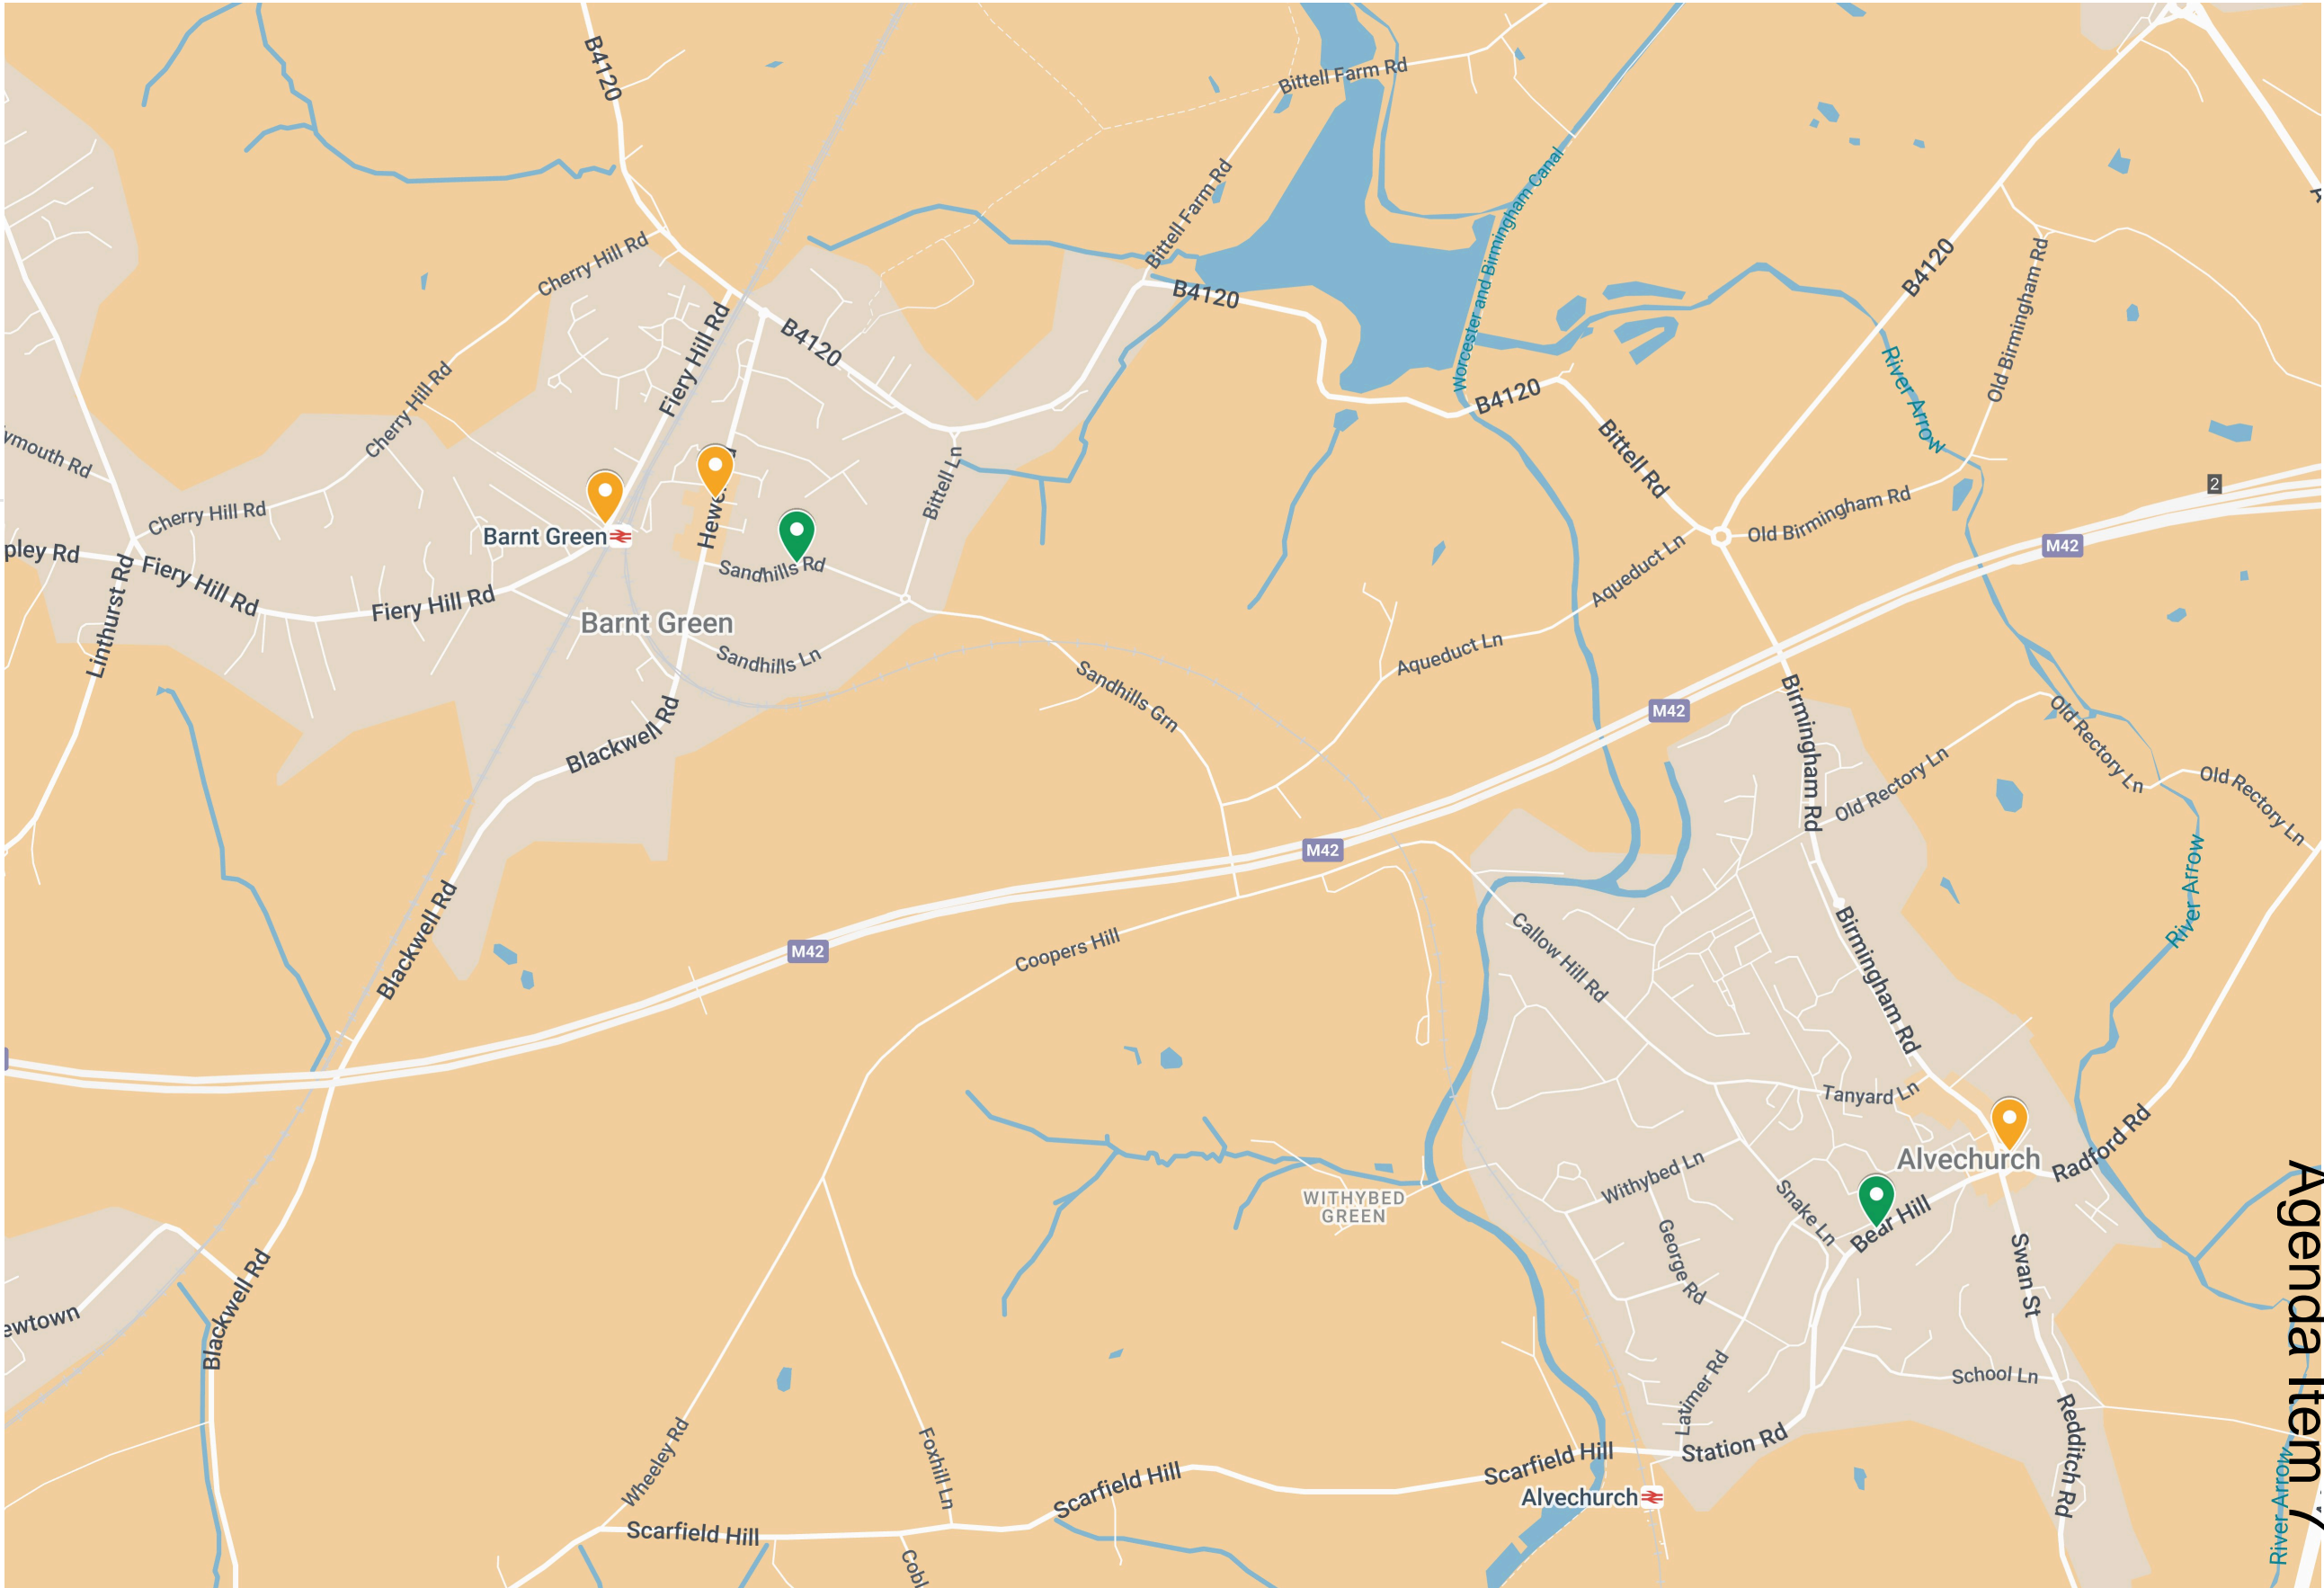 B4120
Bittell Farm Rd
Worcester and Birmingham Canal
Bittell Farm Rd
Cherry Hill Rd
B4120
Old Birmingham Rd
B4120
Fiery Hill Rd
B4120
River Arrow
Cherry Hill Rd
B4120
Bittell Rd
Bittell Ln
2
Cherry Hill Rd
Old Birmingham Rd
Barnt Green
M42
Aqueduct Ln
Sandhills Rd
Fiery Hill Rd
Fiery Hill Rd
Linthurst Rd
Barnt Green
Sandhills Ln
Aqueduct Ln
Sandhills Grn
M42
Birmingham Rd
Blackwell Rd
Old Rectory Ln
Old Rectory Ln
Old Rectory Ln
M42
River Arrow
Blackwell Rd
M42
Coopers Hill
Callow Hill Rd
Birmingham Rd
Tanyard Ln
Alvechurch
Radford Rd
WITHYBED
GREEN
Withybed Ln
Snake Ln
Bear Hill
George Rd
Swan St
Agenda Item 7
Blackwell Rd
School Ln
Latimer Rd
Redditch Rd
Wheeley Rd
Foxhill Ln
Scarfield Hill
Scarfield Hill
Station Rd
Alvechurch
Scarfield Hill
River Arrow